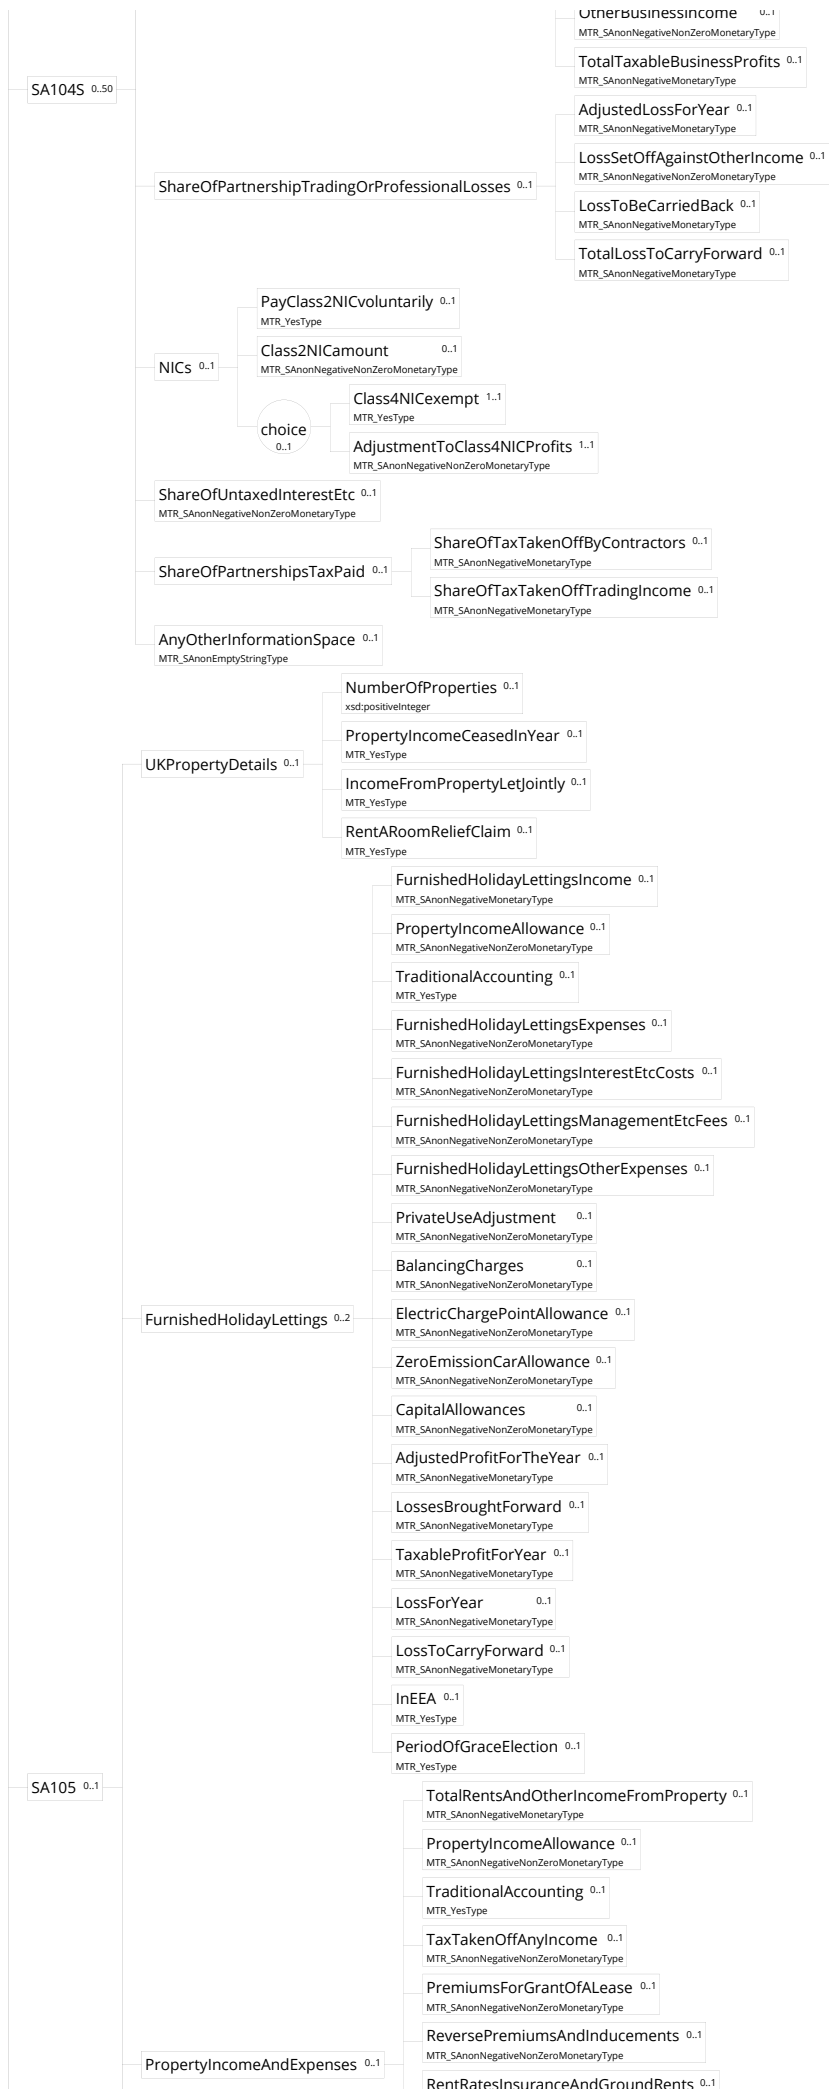 OtherBusinessIncome 0..1
MTR_SAnonNegativeNonZeroMonetaryType
TotalTaxableBusinessProfits 0..1
MTR_SAnonNegativeMonetaryType
SA104S 0..50
AdjustedLossForYear 0..1
MTR_SAnonNegativeMonetaryType
LossSetOffAgainstOtherIncome 0..1
MTR_SAnonNegativeNonZeroMonetaryType
ShareOfPartnershipTradingOrProfessionalLosses 0..1
LossToBeCarriedBack 0..1
MTR_SAnonNegativeMonetaryType
TotalLossToCarryForward 0..1
MTR_SAnonNegativeMonetaryType
PayClass2NICvoluntarily 0..1
MTR_YesType
Class2NICamount 0..1
MTR_SAnonNegativeNonZeroMonetaryType
NICs 0..1
Class4NICexempt 1..1
MTR_YesType
choice
0..1
AdjustmentToClass4NICProfits 1..1
MTR_SAnonNegativeNonZeroMonetaryType
ShareOfUntaxedInterestEtc 0..1
MTR_SAnonNegativeNonZeroMonetaryType
ShareOfTaxTakenOffByContractors 0..1
MTR_SAnonNegativeMonetaryType
ShareOfPartnershipsTaxPaid 0..1
ShareOfTaxTakenOffTradingIncome 0..1
MTR_SAnonNegativeMonetaryType
AnyOtherInformationSpace 0..1
MTR_SAnonEmptyStringType
NumberOfProperties 0..1
xsd:positiveInteger
PropertyIncomeCeasedInYear 0..1
MTR_YesType
UKPropertyDetails 0..1
IncomeFromPropertyLetJointly 0..1
MTR_YesType
RentARoomReliefClaim 0..1
MTR_YesType
FurnishedHolidayLettingsIncome 0..1
MTR_SAnonNegativeMonetaryType
PropertyIncomeAllowance 0..1
MTR_SAnonNegativeNonZeroMonetaryType
TraditionalAccounting 0..1
MTR_YesType
FurnishedHolidayLettingsExpenses 0..1
MTR_SAnonNegativeNonZeroMonetaryType
FurnishedHolidayLettingsInterestEtcCosts 0..1
MTR_SAnonNegativeNonZeroMonetaryType
FurnishedHolidayLettingsManagementEtcFees 0..1
MTR_SAnonNegativeNonZeroMonetaryType
FurnishedHolidayLettingsOtherExpenses 0..1
MTR_SAnonNegativeNonZeroMonetaryType
PrivateUseAdjustment 0..1
MTR_SAnonNegativeNonZeroMonetaryType
BalancingCharges 0..1
MTR_SAnonNegativeNonZeroMonetaryType
FurnishedHolidayLettings 0..2
ElectricChargePointAllowance 0..1
MTR_SAnonNegativeNonZeroMonetaryType
ZeroEmissionCarAllowance 0..1
MTR_SAnonNegativeNonZeroMonetaryType
CapitalAllowances 0..1
MTR_SAnonNegativeNonZeroMonetaryType
AdjustedProfitForTheYear 0..1
MTR_SAnonNegativeMonetaryType
LossesBroughtForward 0..1
MTR_SAnonNegativeMonetaryType
TaxableProfitForYear 0..1
MTR_SAnonNegativeMonetaryType
LossForYear 0..1
MTR_SAnonNegativeMonetaryType
LossToCarryForward 0..1
MTR_SAnonNegativeMonetaryType
InEEA 0..1
MTR_YesType
PeriodOfGraceElection 0..1
MTR_YesType
SA105 0..1
TotalRentsAndOtherIncomeFromProperty 0..1
MTR_SAnonNegativeMonetaryType
PropertyIncomeAllowance 0..1
MTR_SAnonNegativeNonZeroMonetaryType
TraditionalAccounting 0..1
MTR_YesType
TaxTakenOffAnyIncome 0..1
MTR_SAnonNegativeNonZeroMonetaryType
PremiumsForGrantOfALease 0..1
MTR_SAnonNegativeNonZeroMonetaryType
ReversePremiumsAndInducements 0..1
MTR_SAnonNegativeNonZeroMonetaryType
PropertyIncomeAndExpenses 0..1
RentRatesInsuranceAndGroundRents 0..1